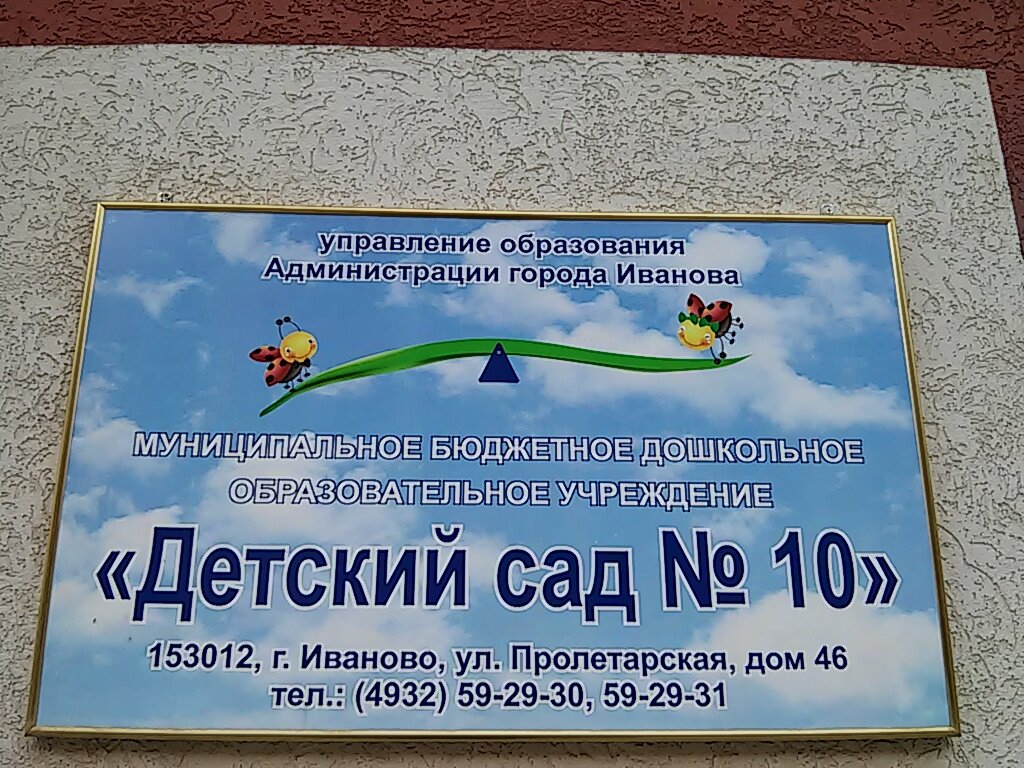 управление образования
Администрации города Иванова
МУНИЦИПАЛЬНОЕ БЮДЖЕТНОЕ ДОШКОЛЬНОЕ
ОБРАЗОВАТЕЛЬНОЕ УЧРЕЖДЕНИЕ
«Детский сад № 10»
153012, г. Иваново, ул. Пролетарская, дом 46
тел.: (4932) 59-29-30, 59-29-31